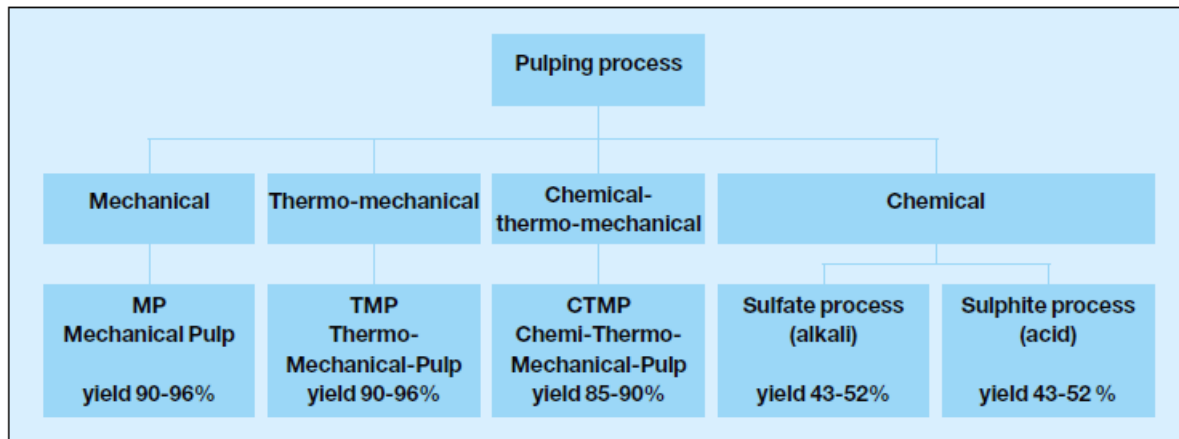 Pulping process
Mechanical
Thermo-mechanical
Chemical-
thermo-mechanical
Chemical
MP
Mechanical Pulp
yield 90-96%
TMP
Thermo-
Mechanical-Pulp
yield 90-96%
CTMP
Chemi-Thermo-
Mechanical-Pulp
yield 85-90%
Sulfate process
(alkali)
yield 43-52%
Sulphite process
(acid)
yield 43-52 %